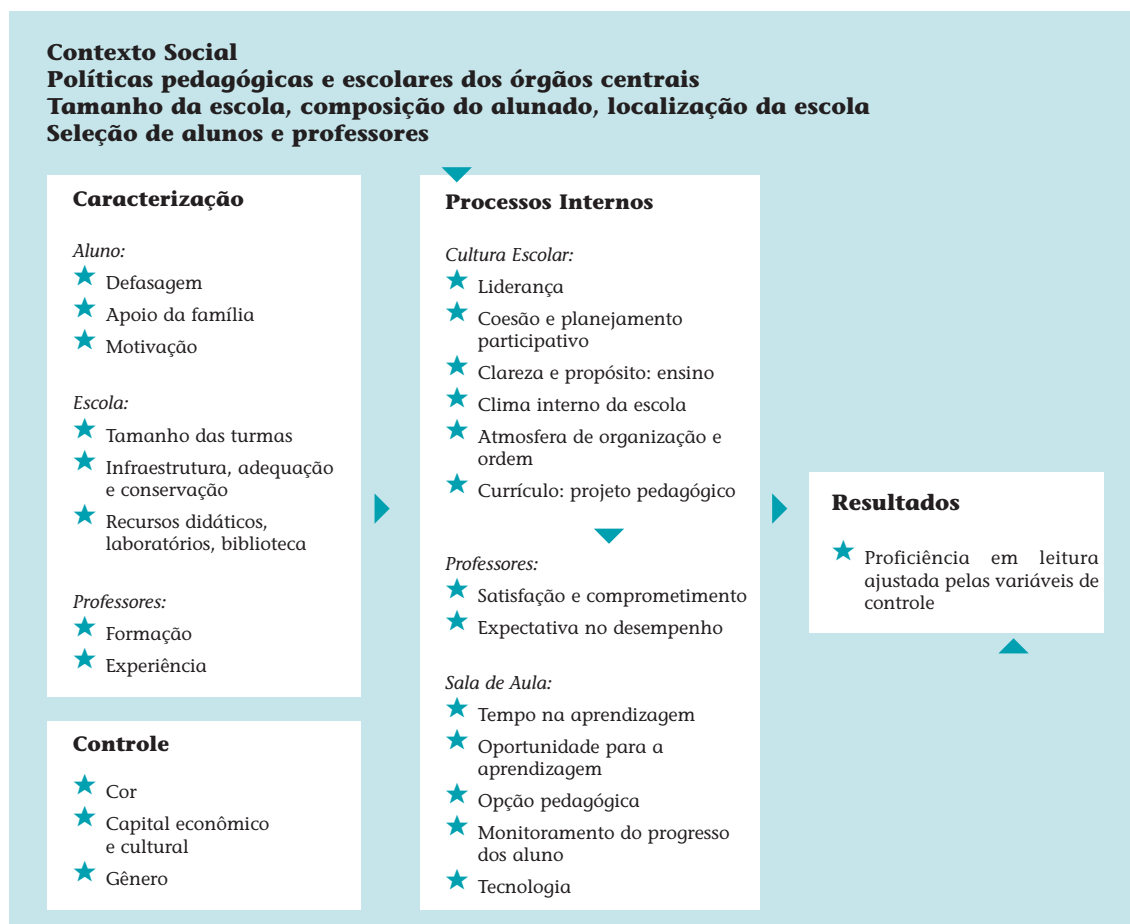 Contexto Social
Políticas pedagógicas e escolares dos órgãos centrais
Tamanho da escola, composição do alunado, localização da escola
Seleção de alunos e professores
Caracterização
Aluno:
Defasagem
Apoio da família
Motivação
Escola:
Tamanho das turmas
Infraestrutura, adequação
e conservação
Recursos didáticos,
laboratórios, biblioteca
Professores:
Formação
Experiência
Controle
Cor
Capital econômico
e cultural
Gênero
Processos Internos
Cultura Escolar:
Liderança
Coesão e planejamento
participativo
Clareza e propósito: ensino
Clima interno da escola
Atmosfera de organização e
ordem
Currículo: projeto pedagógico
Professores:
Satisfação e comprometimento
Expectativa no desempenho
Sala de Aula:
Tempo na aprendizagem
Oportunidade para a
aprendizagem
Opção pedagógica
Monitoramento do progresso
dos aluno
Tecnologia
Resultados
Proficiência em leitura
ajustada pelas variáveis de
controle